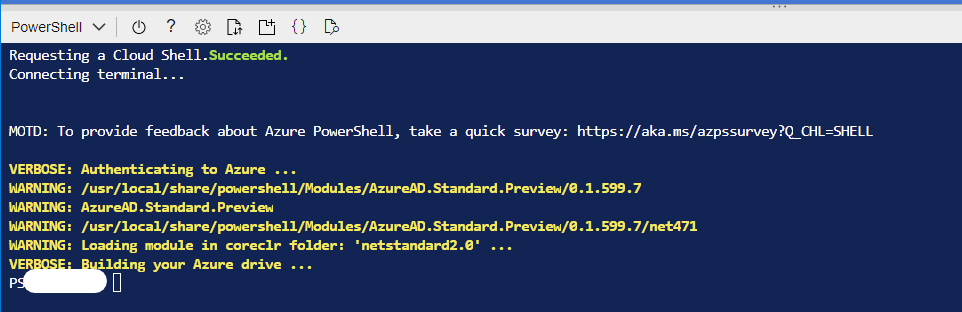 PowerShell ? {}
Requesting a Cloud Shell.Succeeded.
Connecting terminal...
MOTD: To provide feedback about Azure PowerShell, take a quick survey: https://aka.ms/azpssurvey?Q_CHL=SHELL
VERBOSE: Authenticating to Azure ...
WARNING: /usr/local/share/powershell/Modules/AzureAD.Standard.Preview/0.1.599.7
WARNING: AzureAD.Standard.Preview
WARNING: /usr/local/share/powershell/Modules/AzureAD.Standard.Preview/0.1.599.7/net471
WARNING: Loading module in coreclr folder: 'netstandard2.0' ...
VERBOSE: Building your Azure drive ...
PS